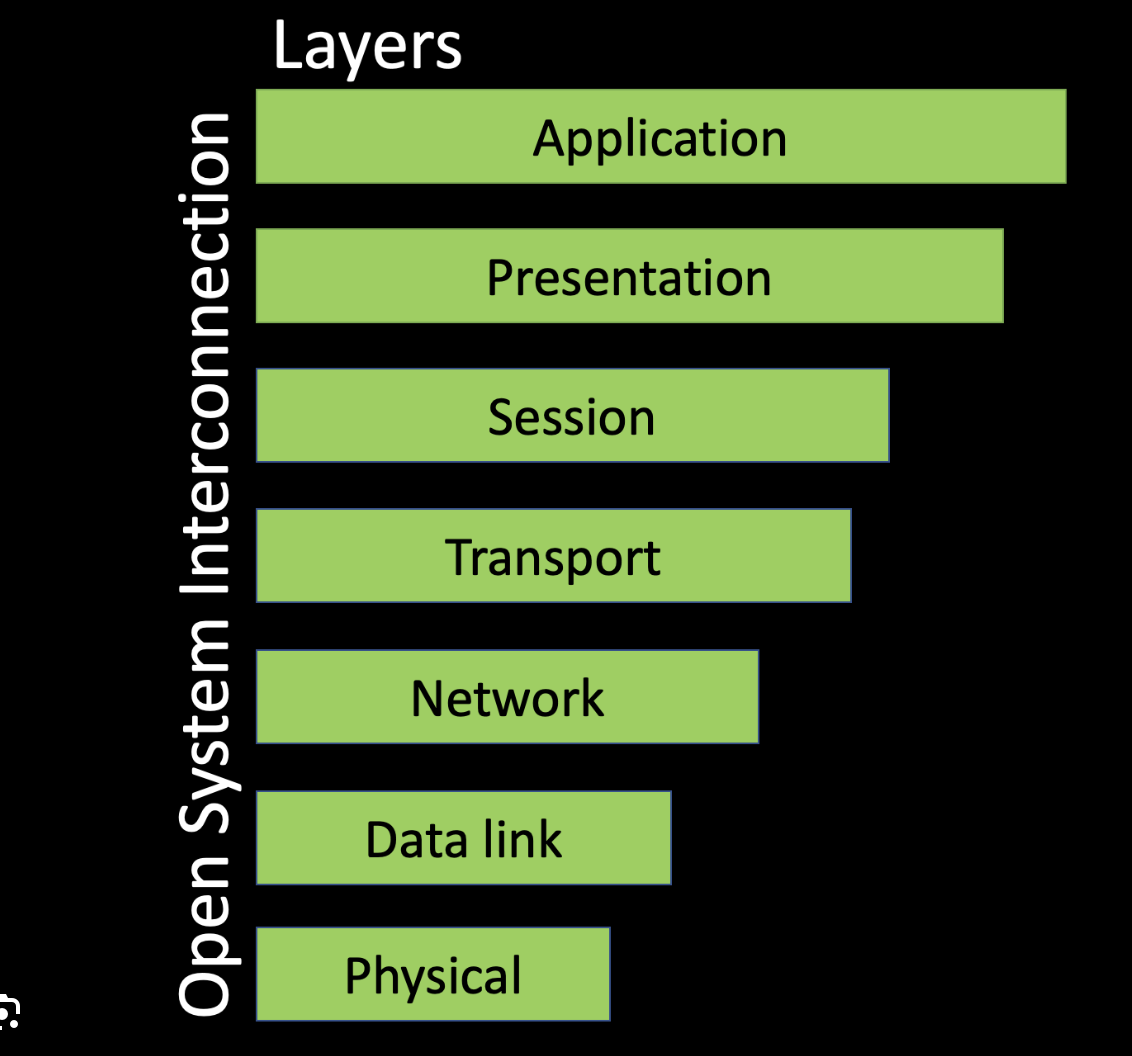 Layers
Open System Interconnection
Application
Presentation
Session
Transport
Network
Data link
Physical